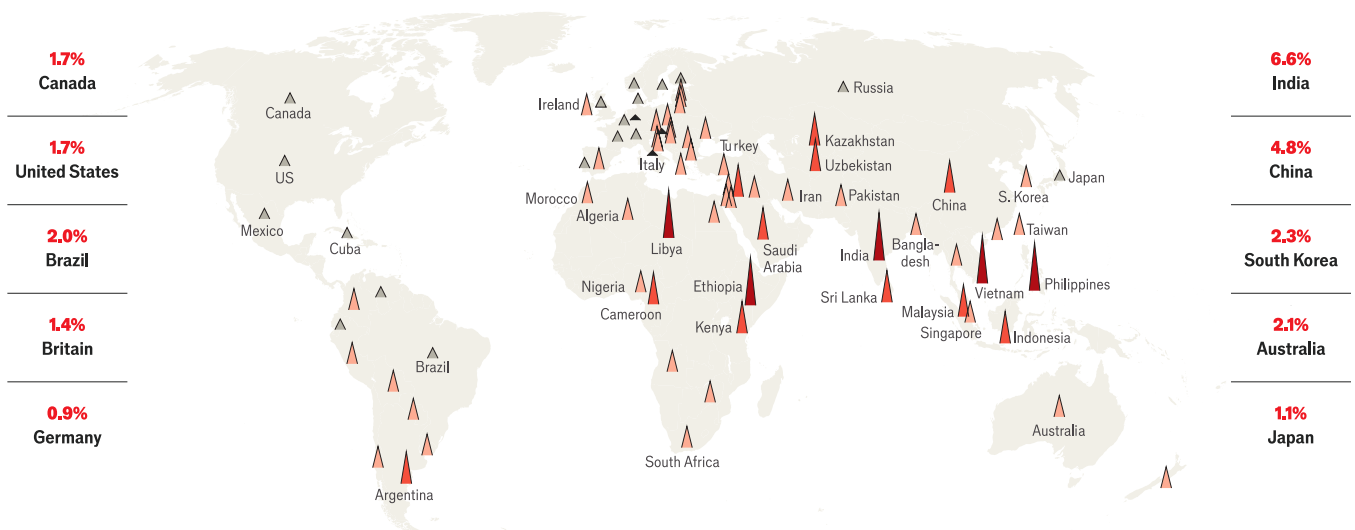 1.7%
Canada
1.7%
United States
2.0%
Brazil
1.4%
Britain
0.9%
Germany
Canada
US
Mexico
Cuba
Brazil
Argentina
Ireland
Italy
Turkey
Morocco
Algeria
Libya
Nigeria
Cameroon
Ethiopia
Kenya
South Africa
Saudi
Arabia
Russia
Kazakhstan
Uzbekistan
Iran
Pakistan
India
Bangla-
desh
Sri Lanka
China
S. Korea
Japan
Taiwan
Vietnam
Philippines
Malaysia
Singapore
Indonesia
Australia
6.6%
India
4.8%
China
2.3%
South Korea
2.1%
Australia
1.1%
Japan